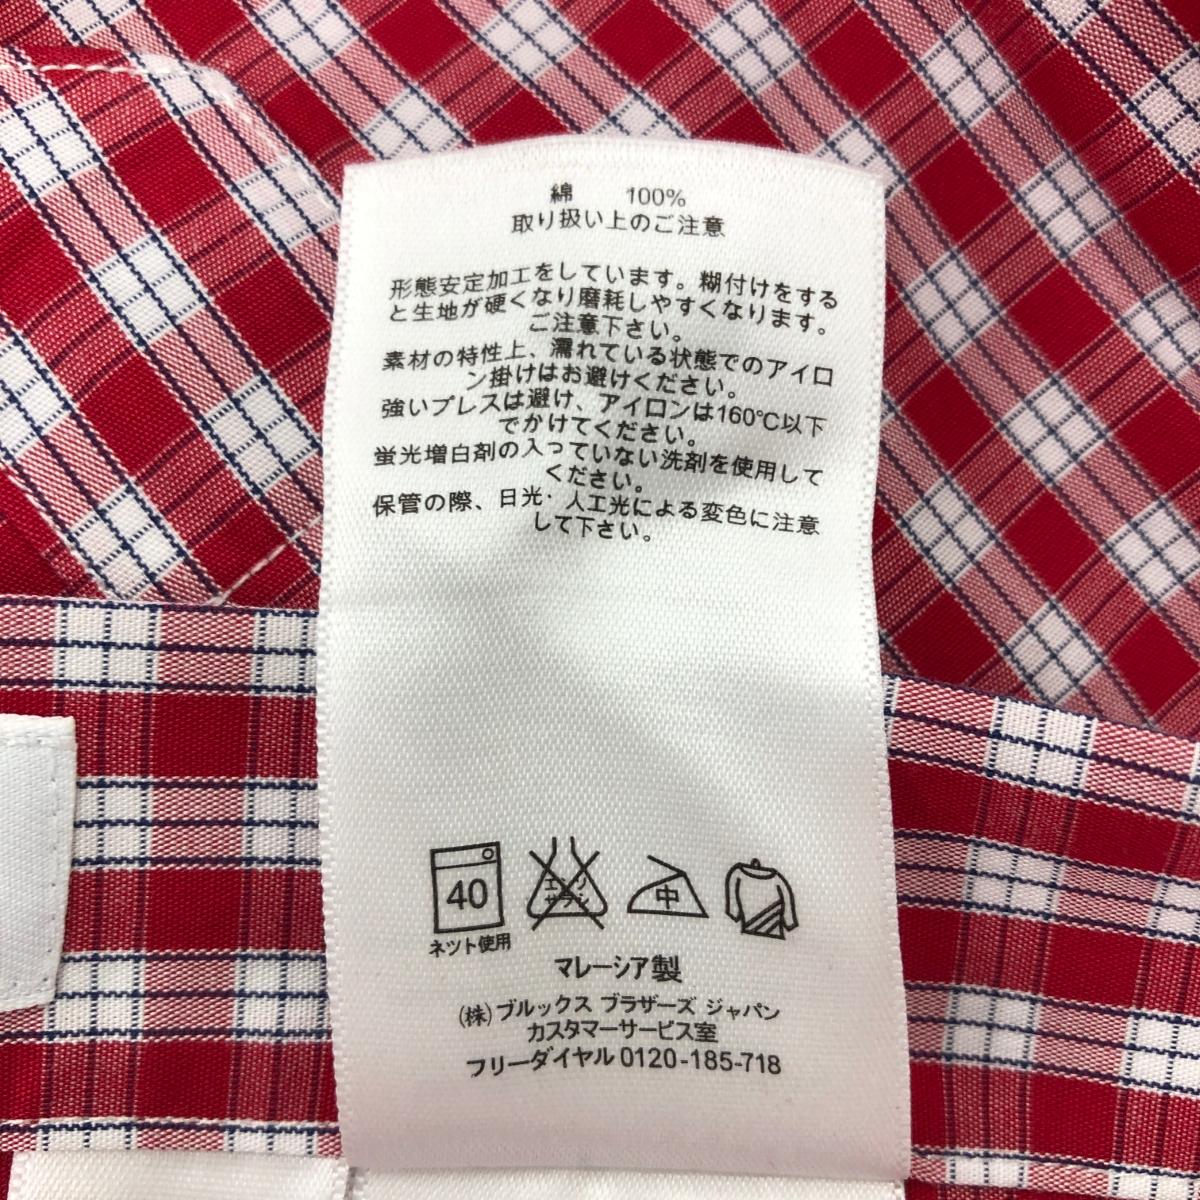 綿 100%
取り扱い上のご注意
形態安定加工をしています。糊付けをする
と生地が硬くなり磨耗しやすくなります。
ご注意下さい。
素材の特性上、濡れている状態でのアイロ
ン掛けはお避けください。
強いプレスは避け、アイロンは160℃以下
でかけてください。
蛍光増白剤の入っていない洗剤を使用して
ください。
保管の際、日光・人工光による変色に注意
して下さい。
40
エンソ
サラシ
中
ネット使用
マレーシア製
(株)ブルックス ブラザーズ ジャパン
カスタマーサービス室
フリーダイヤル0120-185-718